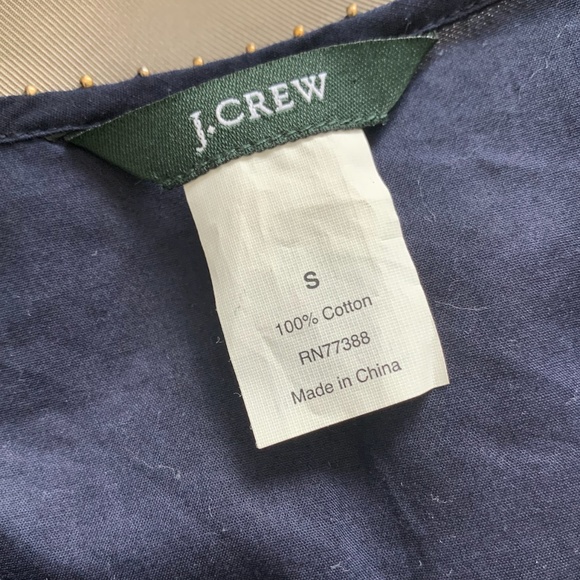 J.CREW
S
100% Cotton
RN77388
Made in China